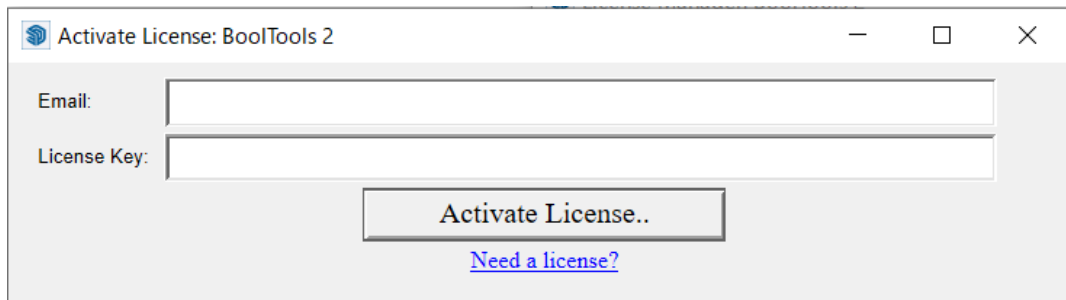 Activate License: BoolTools 2
Email:
License Key:
Activate License..
Need a license?